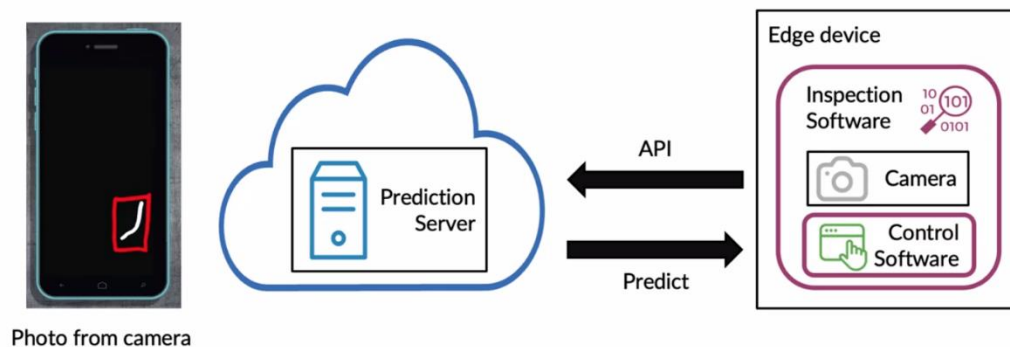 Photo from camera
Prediction
Server
API
Predict
Edge device
Inspection
Software
10
01
101
0101
Camera
Control
Software